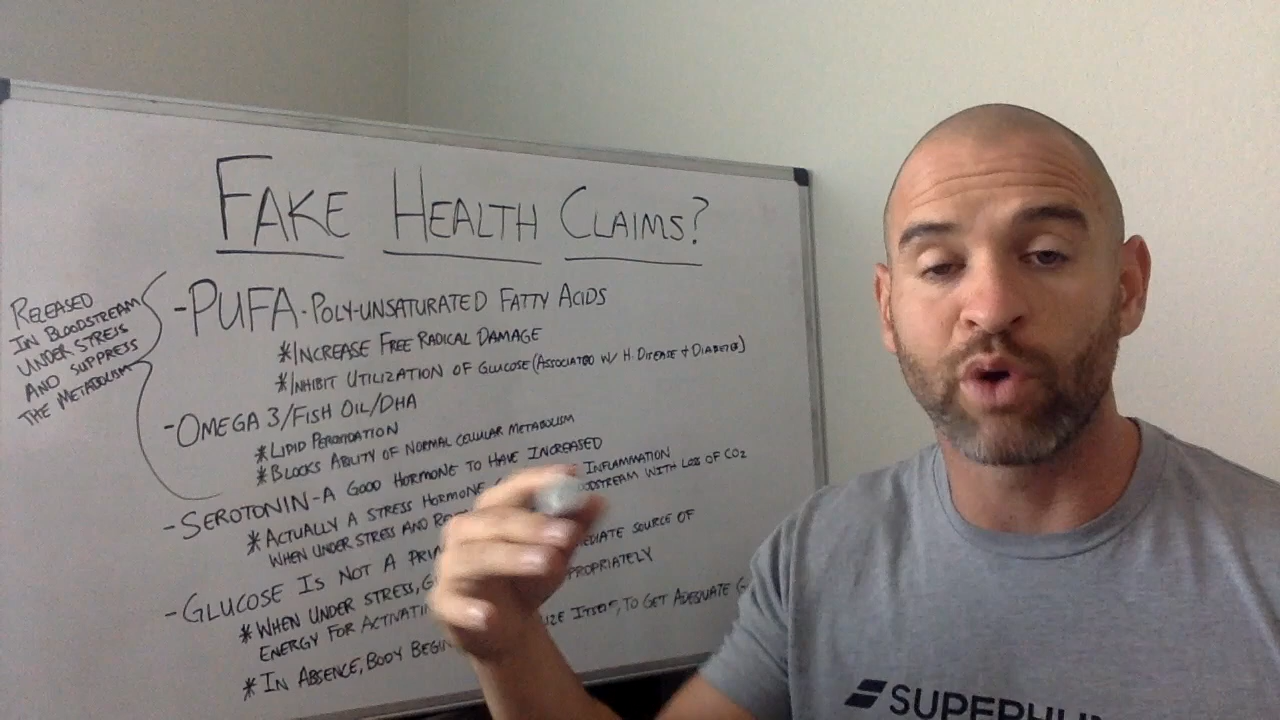 FAKE HEALTH CLAIMS?
RELEASED
IN BLOODSTREAM
UNDER STRESS
AND SUPPRESS
THE METABOLISM
-PUFA-POLY-UNSATURATED FATTY ACIDS
*INCREASE FREE RADICAL DAMAGE
*INHIBIT UTILIZATION OF GLUCOSE (ASSOCIATED W/ H. DISEASE + DIABETES)
-OMEGA 3/FISH OIL/DHA
*LIPID PEROXIDATION
*BLOCKS ABILITY OF NORMAL CELLULAR METABOLISM
-SEROTONIN-A GOOD HORMONE TO HAVE INCREASED
*ACTUALLY A STRESS HORMONE INFLAMMATION
WHEN UNDER STRESS AND WITH LOSS OF CO2
-GLUCOSE IS NOT A
*WHEN UNDER STRESS, SOURCE OF
ENERGY FOR
*IN ABSENCE, BODY ITSELF, TO GET ADEQUATE